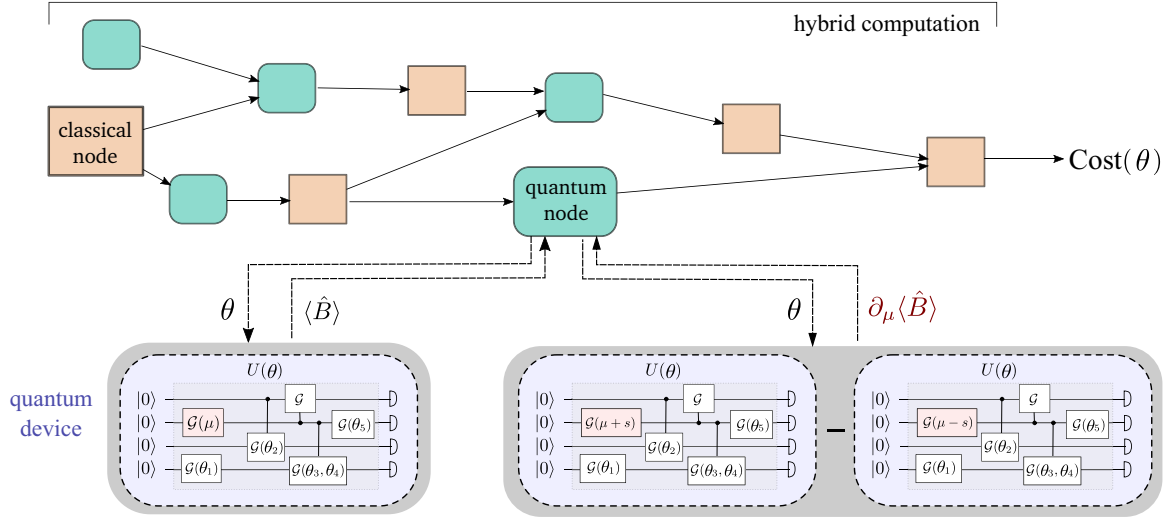 hybrid computation
classical
node
quantum
node
Cost(θ)
θ
⟨B̂⟩
θ
∂μ⟨B̂⟩
quantum
device
U(θ)
|0⟩
|0⟩
|0⟩
|0⟩
𝒢
𝒢(μ)
𝒢(θ₅)
𝒢(θ₂)
𝒢(θ₁)
𝒢(θ₃, θ₄)
U(θ)
|0⟩
|0⟩
|0⟩
|0⟩
𝒢
𝒢(μ + s)
𝒢(θ₅)
𝒢(θ₂)
𝒢(θ₁)
𝒢(θ₃, θ₄)
−
U(θ)
|0⟩
|0⟩
|0⟩
|0⟩
𝒢
𝒢(μ − s)
𝒢(θ₅)
𝒢(θ₂)
𝒢(θ₁)
𝒢(θ₃, θ₄)